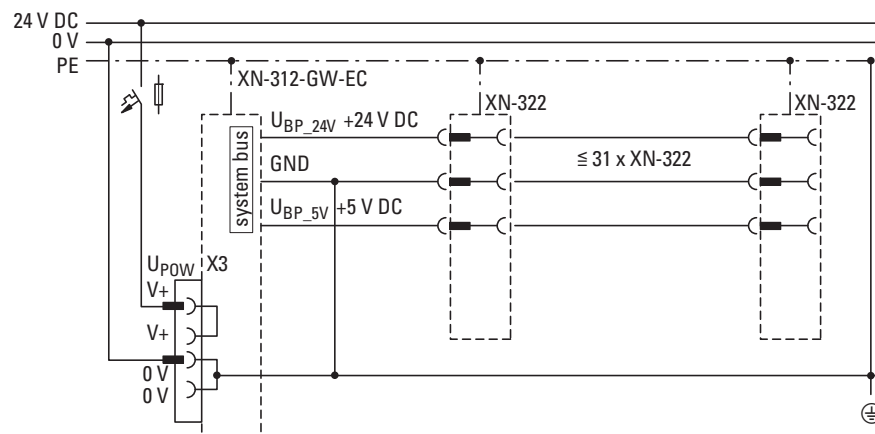 24 V DC
0 V
PE
XN-312-GW-EC
XN-322
XN-322
system bus
UBP_24V +24 V DC
GND
≦ 31 x XN-322
UBP_5V +5 V DC
UPOW
X3
V+
V+
0 V
0 V